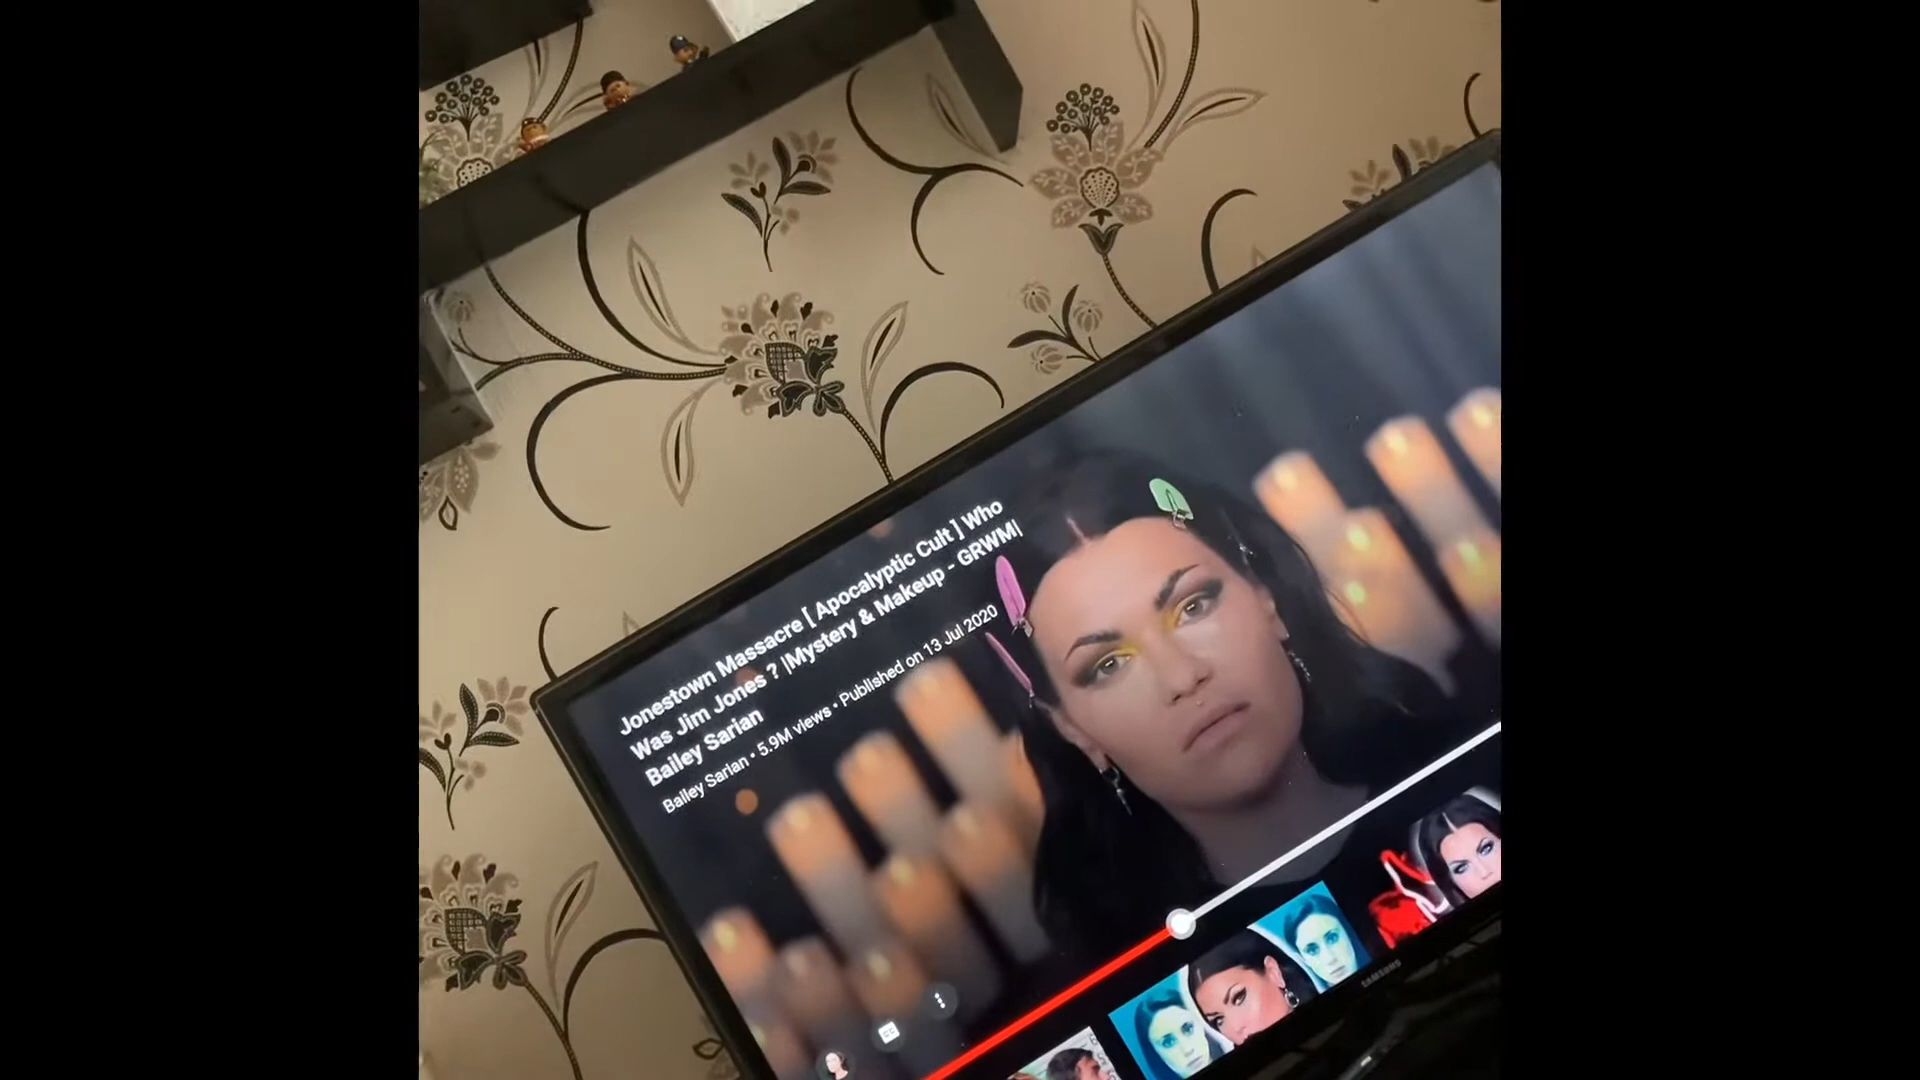 Jonestown Massacre [ Apocalyptic Cult ] Who
Was Jim Jones ? |Mystery & Makeup - GRWM|
Bailey Sarian
Bailey Sarian • 5.9M views • Published on 13 Jul 2020
CC
SAMSUNG